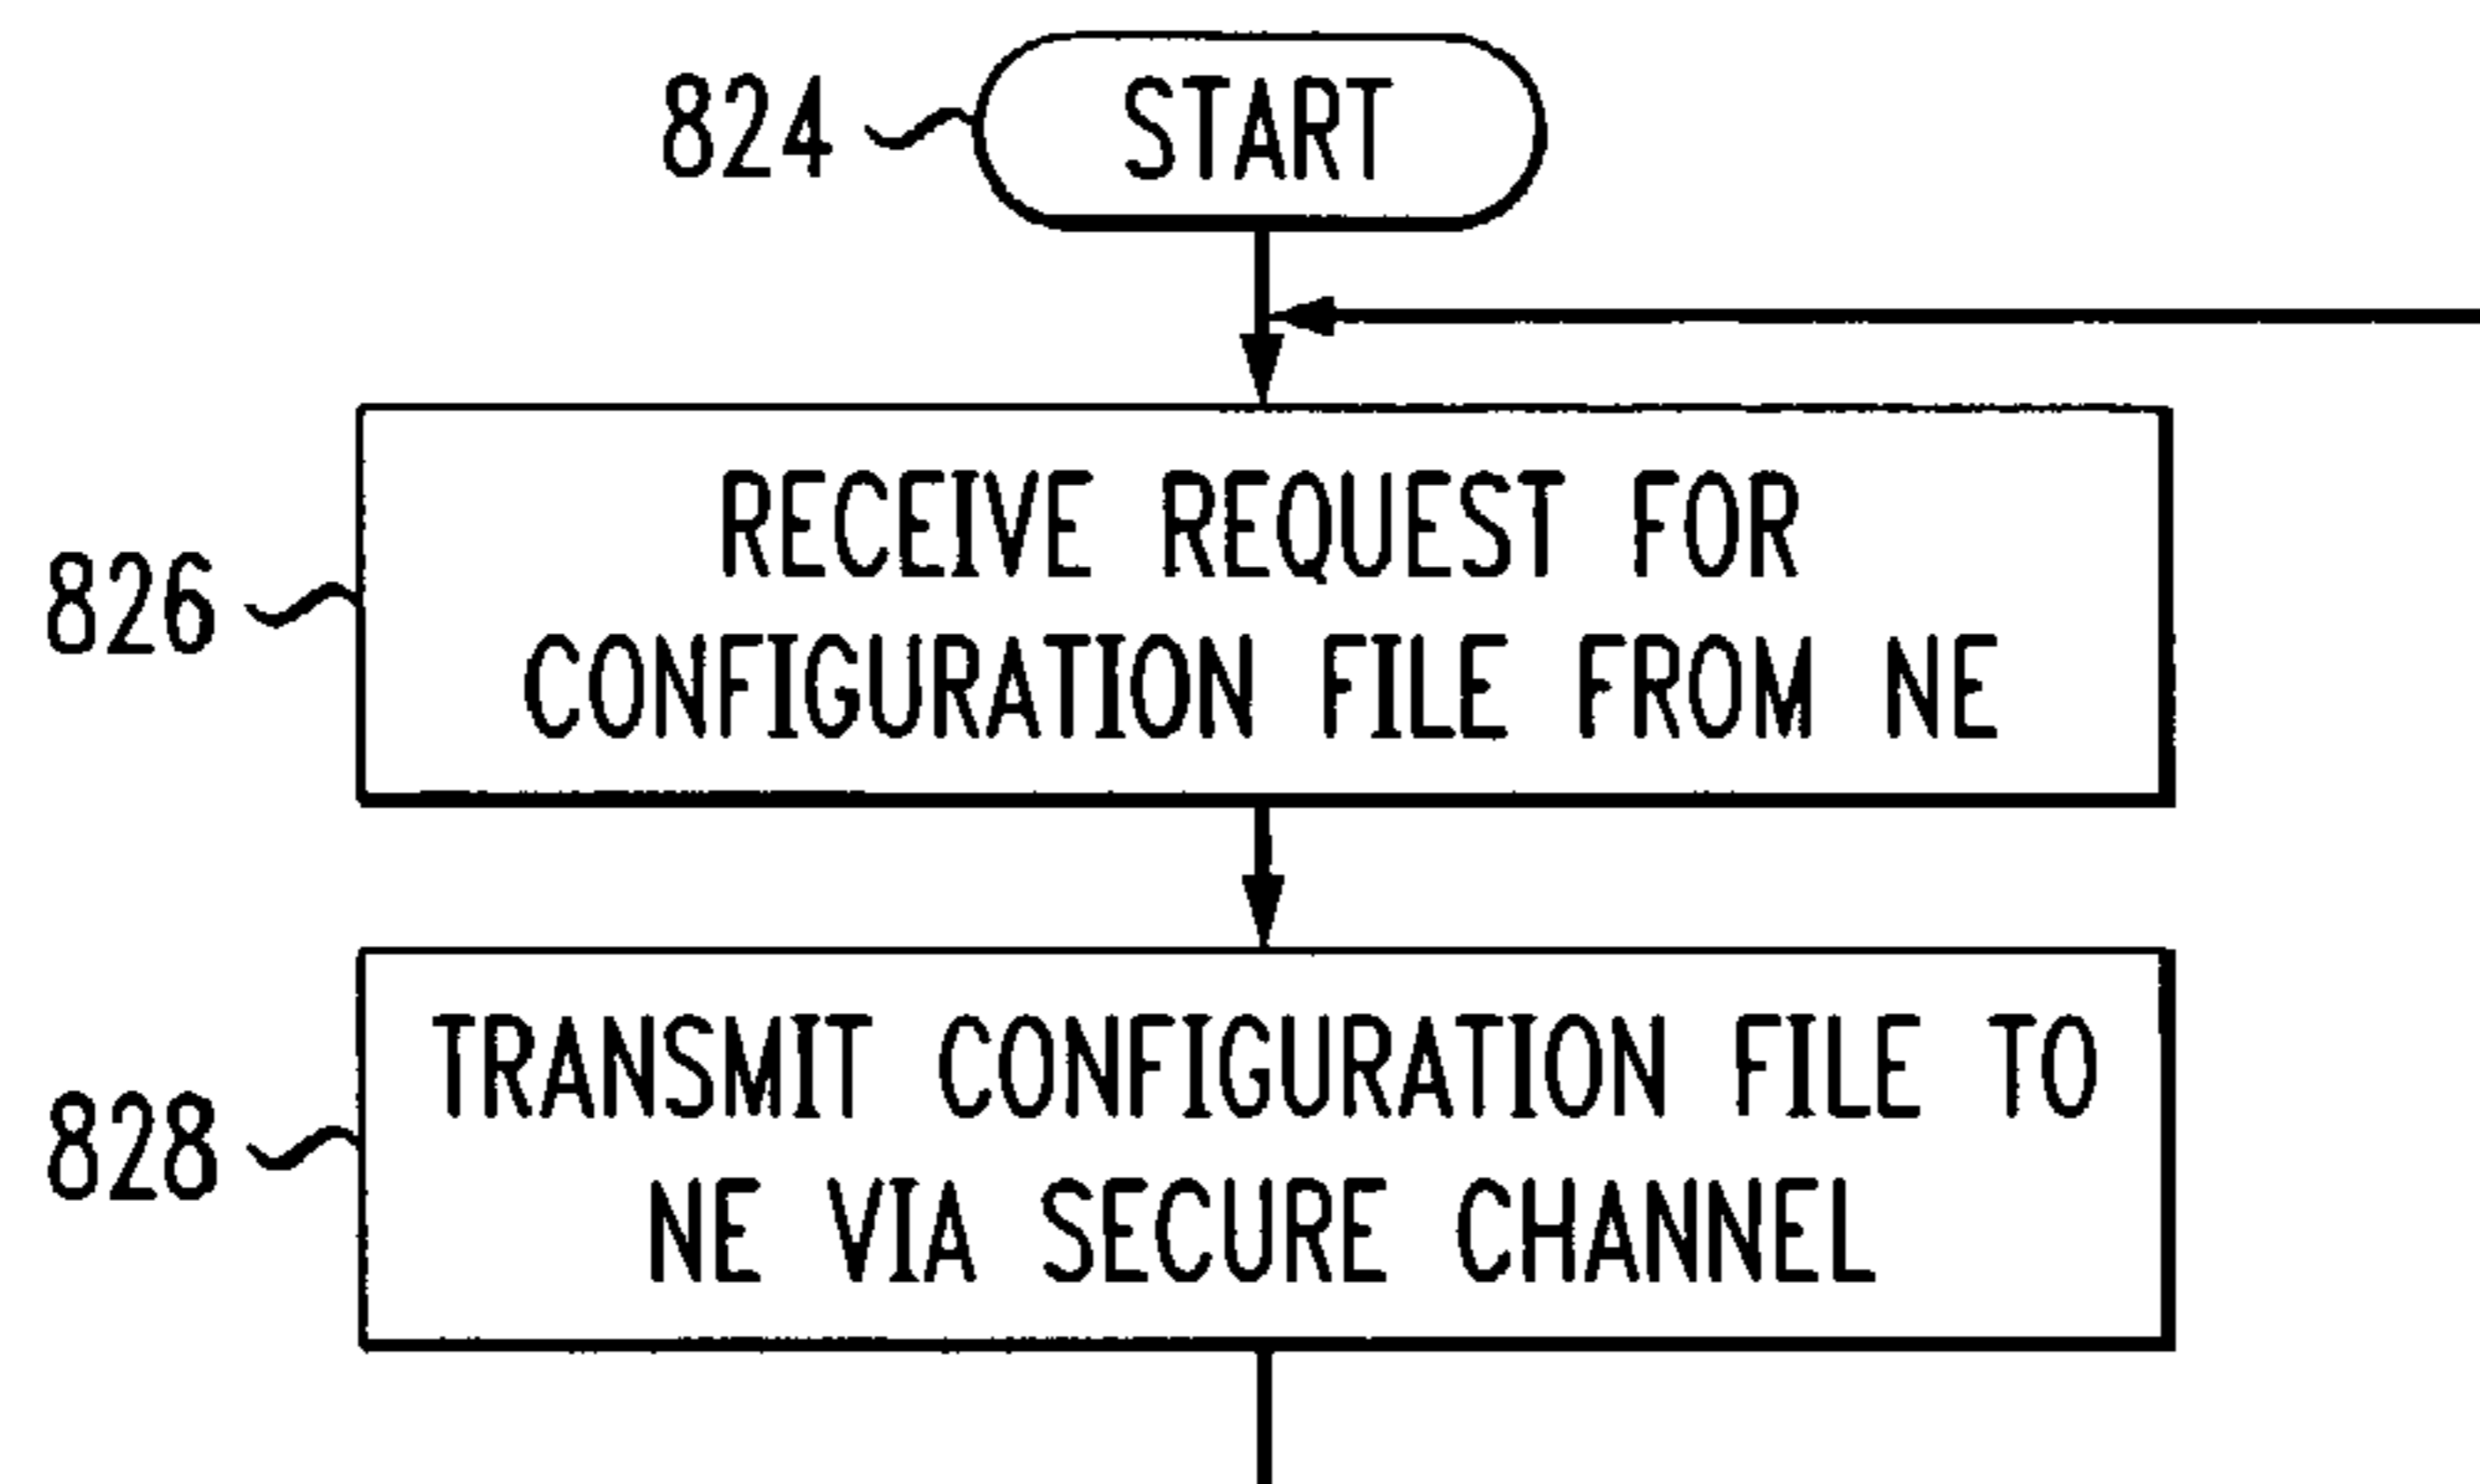 824
START
826
RECEIVE REQUEST FOR
CONFIGURATION FILE FROM NE
828
TRANSMIT CONFIGURATION FILE TO
NE VIA SECURE CHANNEL